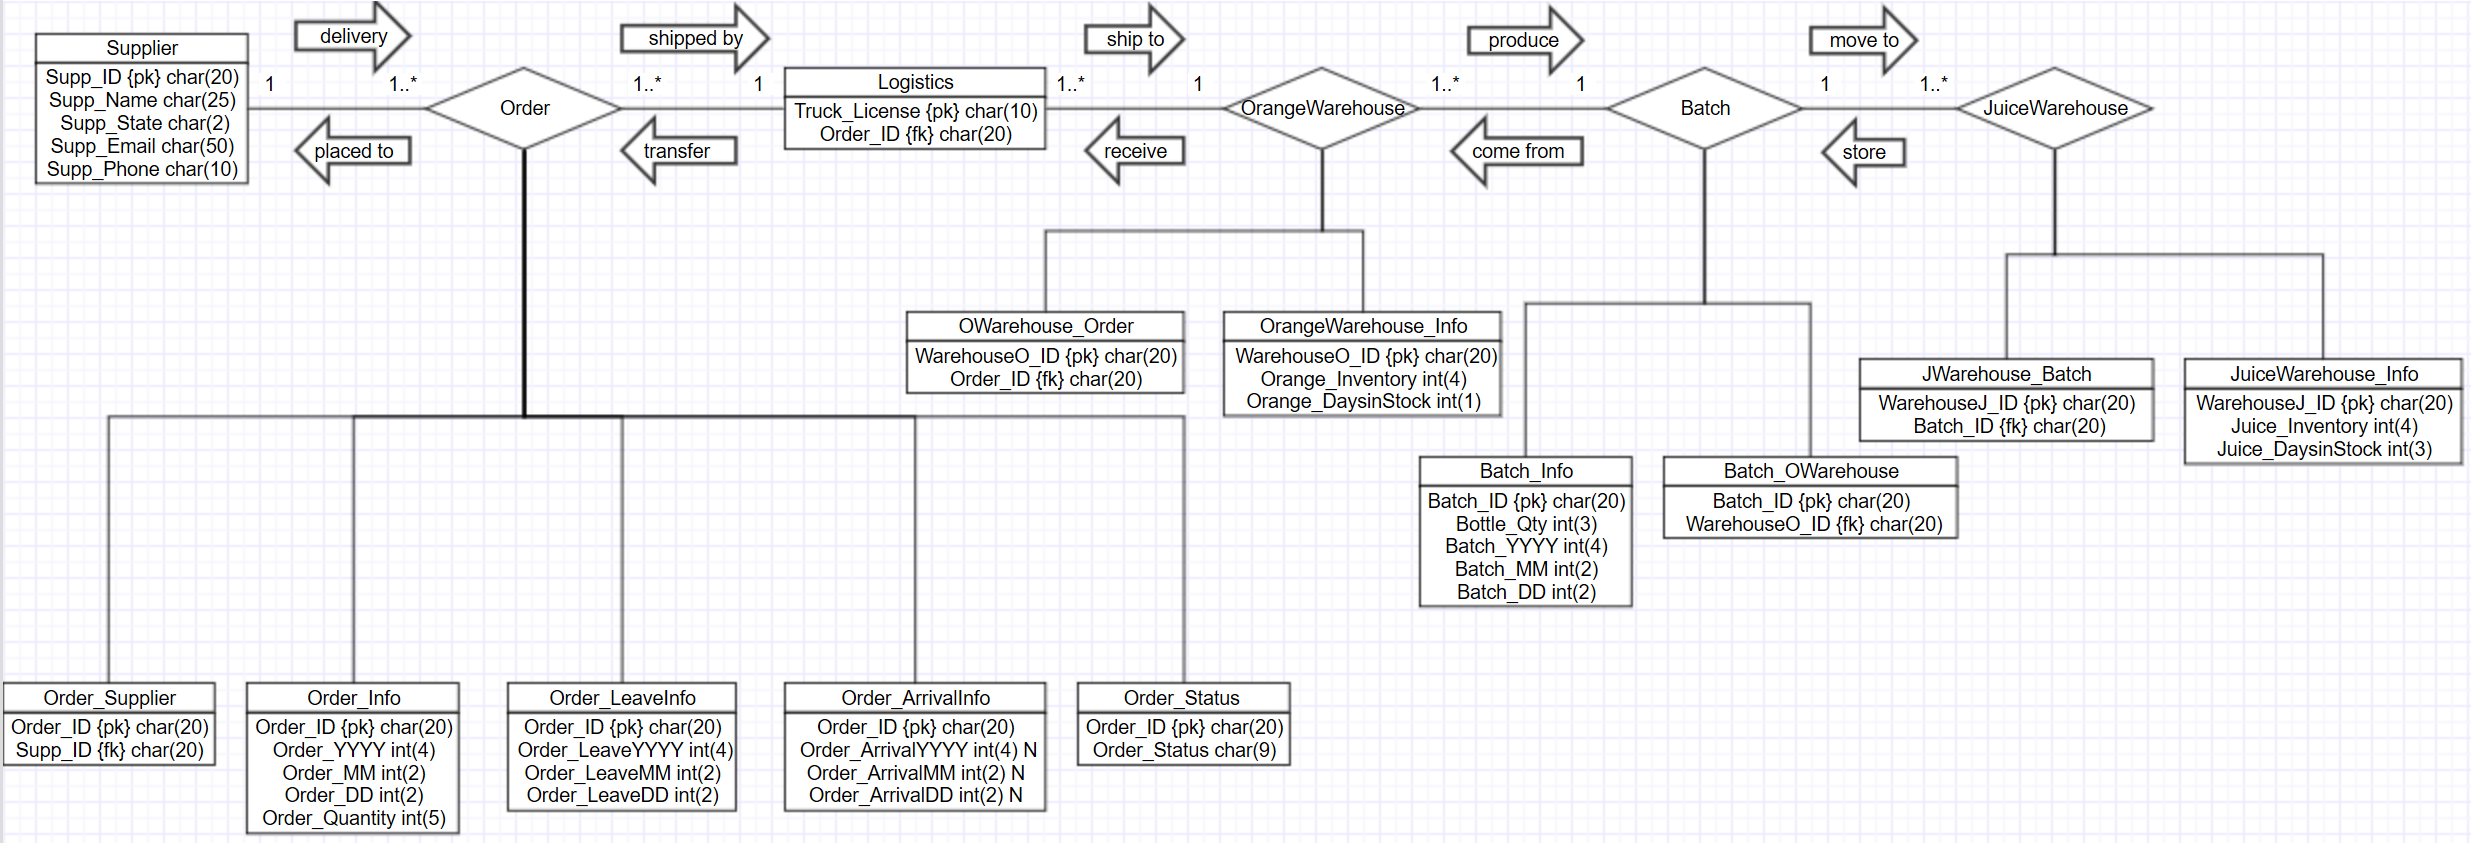 delivery
shipped by
ship to
produce
move to
Supplier
Supp_ID {pk} char(20)
Supp_Name char(25)
Supp_State char(2)
Supp_Email char(50)
Supp_Phone char(10)
1
1..*
Order
1..*
1
Logistics
Truck_License {pk} char(10)
Order_ID {fk} char(20)
1..*
1
OrangeWarehouse
1..*
1
Batch
1
1..*
JuiceWarehouse
placed to
transfer
receive
come from
store
OWarehouse_Order
WarehouseO_ID {pk} char(20)
Order_ID {fk} char(20)
OrangeWarehouse_Info
WarehouseO_ID {pk} char(20)
Orange_Inventory int(4)
Orange_DaysinStock int(1)
Batch_Info
Batch_ID {pk} char(20)
Bottle_Qty int(3)
Batch_YYYY int(4)
Batch_MM int(2)
Batch_DD int(2)
Batch_OWarehouse
Batch_ID {pk} char(20)
WarehouseO_ID {fk} char(20)
JWarehouse_Batch
WarehouseJ_ID {pk} char(20)
Batch_ID {fk} char(20)
JuiceWarehouse_Info
WarehouseJ_ID {pk} char(20)
Juice_Inventory int(4)
Juice_DaysinStock int(3)
Order_Supplier
Order_ID {pk} char(20)
Supp_ID {fk} char(20)
Order_Info
Order_ID {pk} char(20)
Order_YYYY int(4)
Order_MM int(2)
Order_DD int(2)
Order_Quantity int(5)
Order_LeaveInfo
Order_ID {pk} char(20)
Order_LeaveYYYY int(4)
Order_LeaveMM int(2)
Order_LeaveDD int(2)
Order_ArrivalInfo
Order_ID {pk} char(20)
Order_ArrivalYYYY int(4) N
Order_ArrivalMM int(2) N
Order_ArrivalDD int(2) N
Order_Status
Order_ID {pk} char(20)
Order_Status char(9)